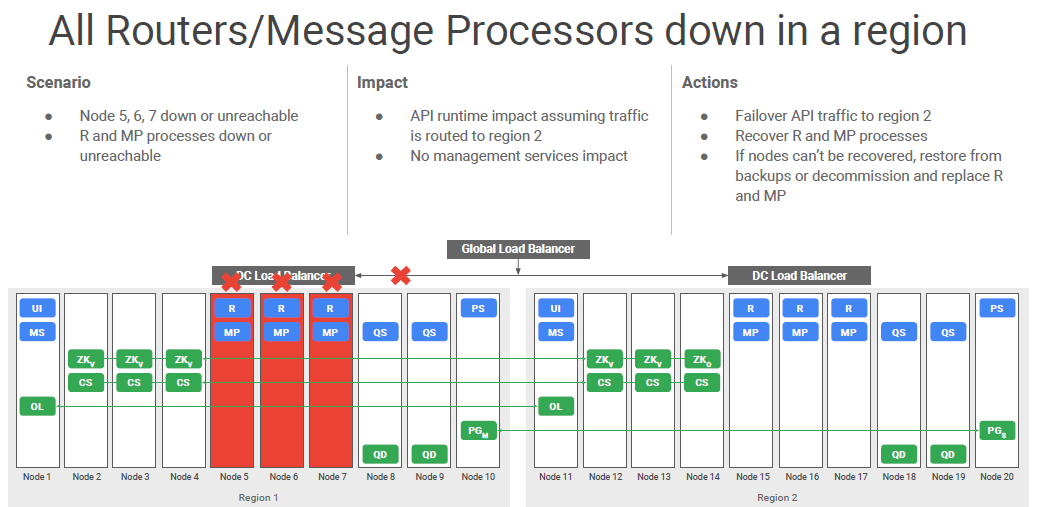 All Routers/Message Processors down in a region
Scenario
● Node 5, 6, 7 down or unreachable
● R and MP processes down or
unreachable
Impact
● API runtime impact assuming traffic
is routed to region 2
● No management services impact
Actions
● Failover API traffic to region 2
● Recover R and MP processes
● If nodes can't be recovered, restore from
backups or decommission and replace R
and MP
Global Load Balancer
DC Load Balancer
DC Load Balancer
UI R R R PS UI R R R PS
MS MP MP MP QS QS MS MP MP MP QS QS
ZKV ZKV ZKV ZKV ZKV ZKO
CS CS CS CS CS CS
OL OL
PGM PGS
QD QD QD QD
Node 1 Node 2 Node 3 Node 4 Node 5 Node 6 Node 7 Node 8 Node 9 Node 10 Node 11 Node 12 Node 13 Node 14 Node 15 Node 16 Node 17 Node 18 Node 19 Node 20
Region 1 Region 2